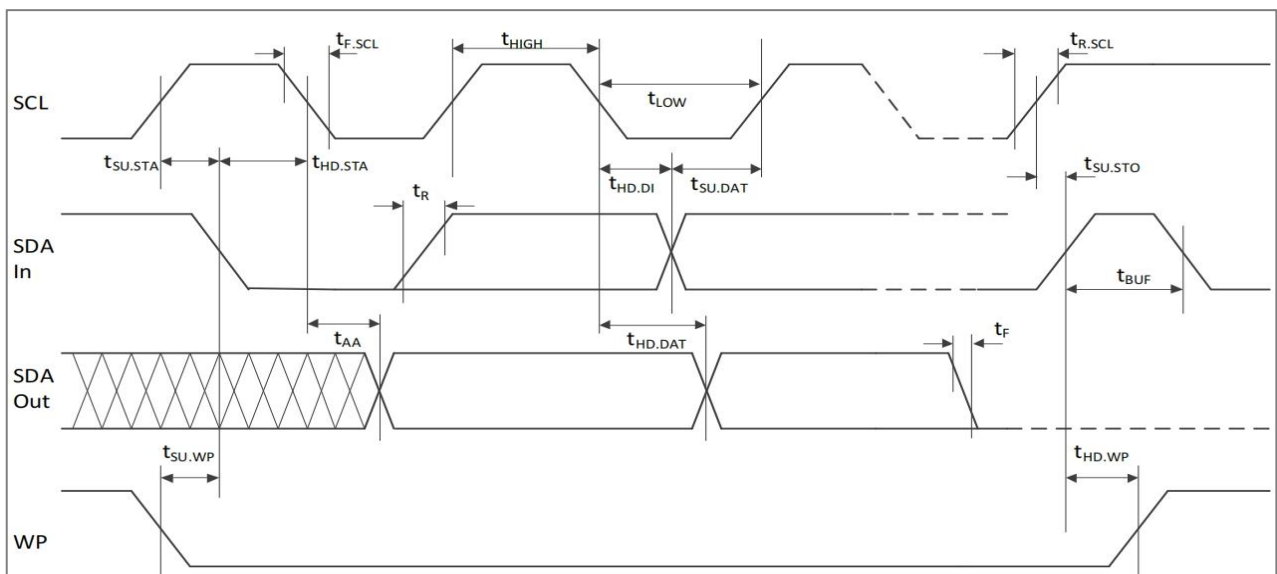 tF.SCL
tHIGH
tR.SCL
SCL
tLOW
tSU.STA
tHD.STA
tHD.DI
tSU.DAT
tSU.STO
tR
SDA
In
tBUF
tAA
tHD.DAT
tF
SDA
Out
tSU.WP
tHD.WP
WP